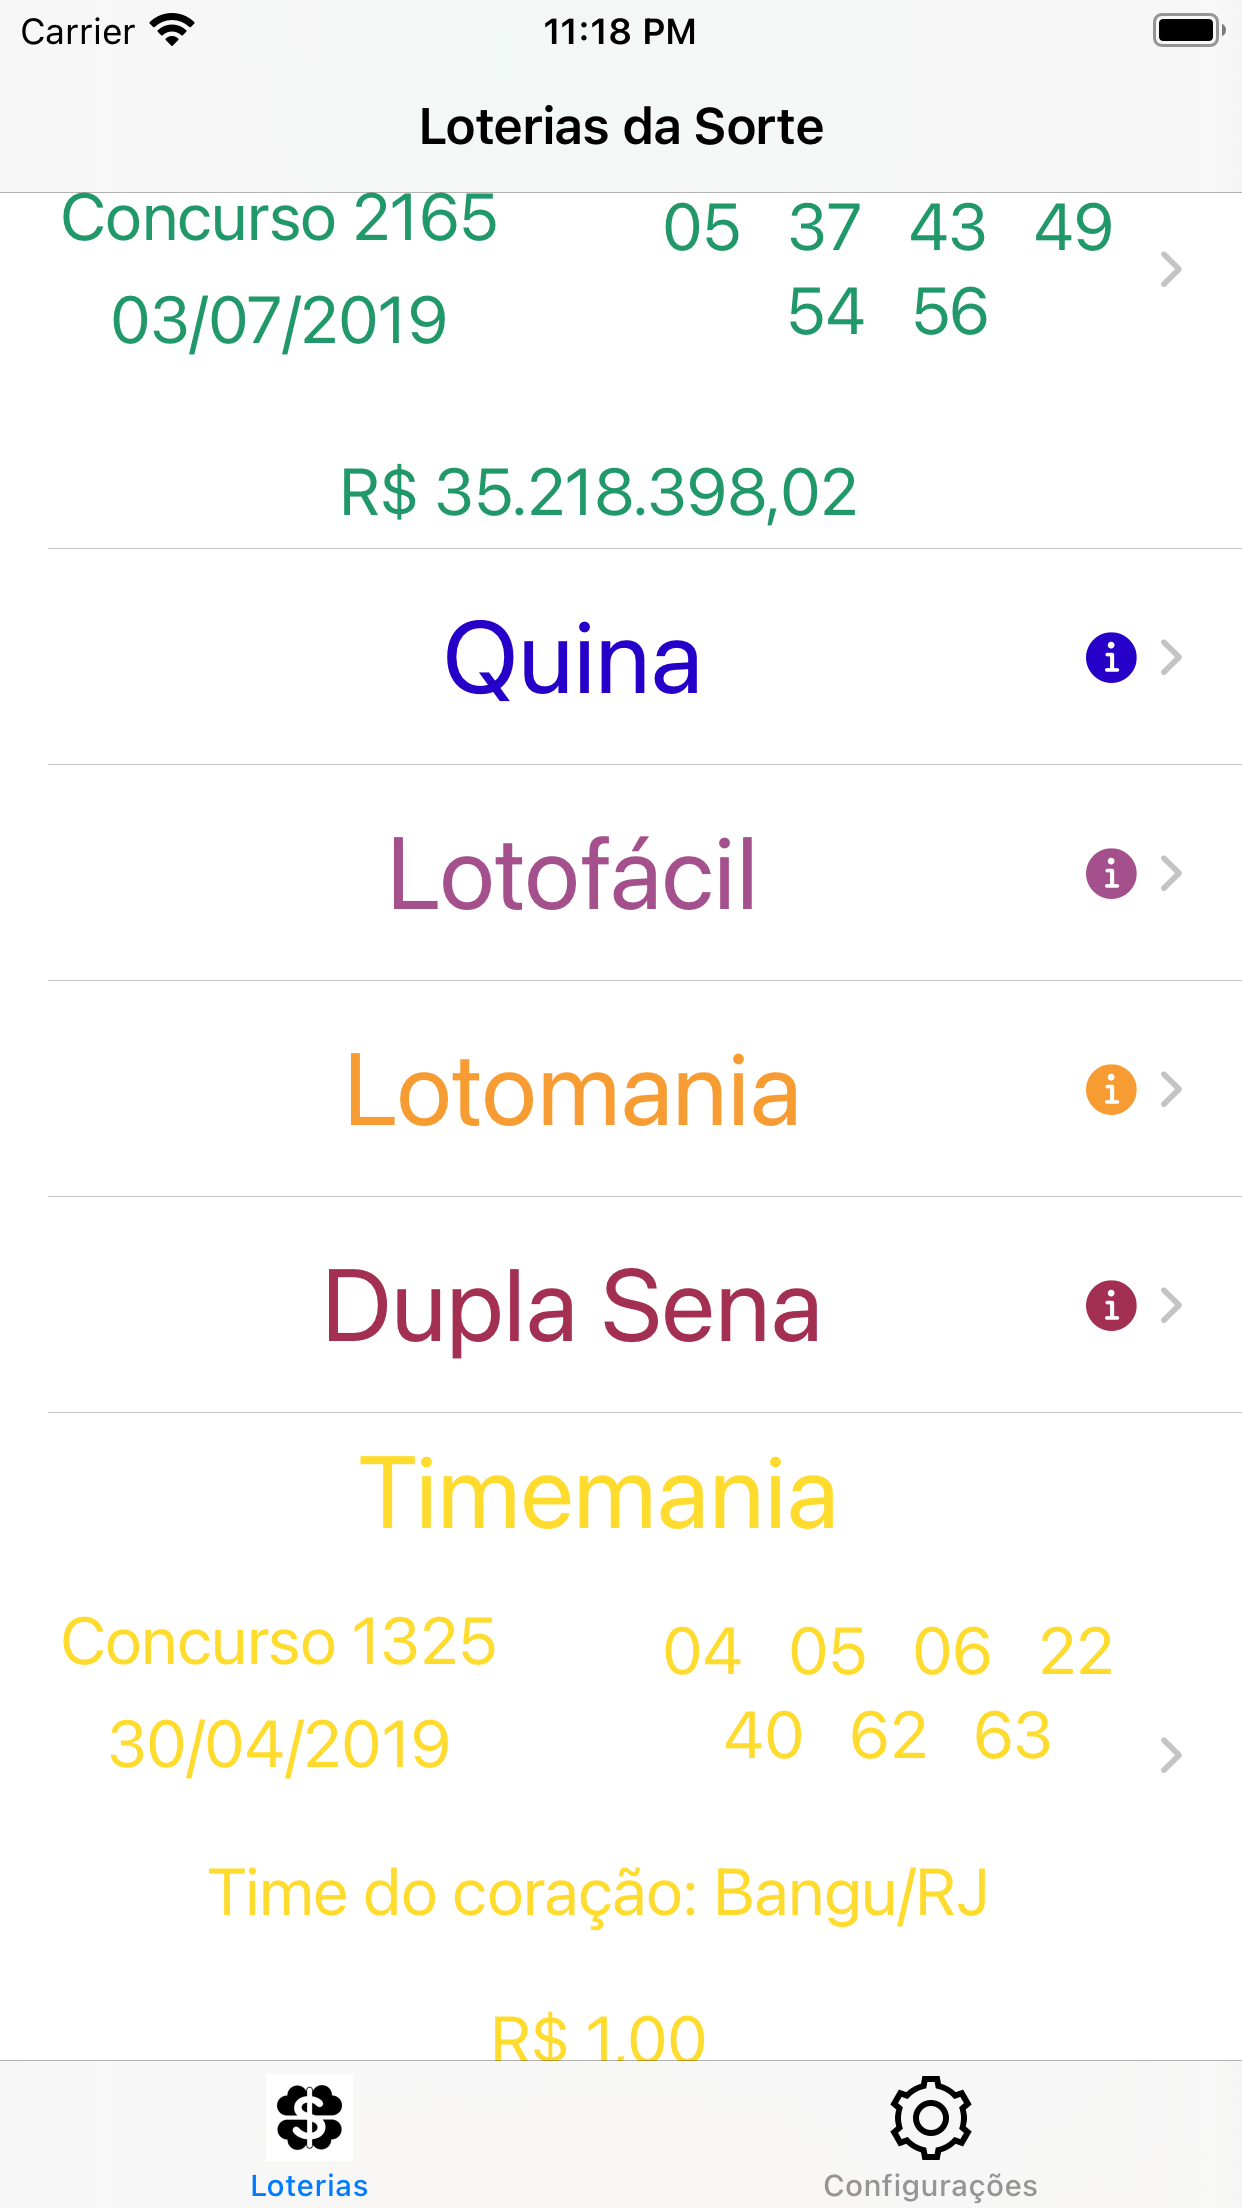 Carrier 11:18 PM
Loterias da Sorte
Concurso 2165
03/07/2019
05 37 43 49
54 56
R$ 35.218.398,02
Quina
Lotofácil
Lotomania
Dupla Sena
Timemania
Concurso 1325
30/04/2019
04 05 06 22
40 62 63
Time do coração: Bangu/RJ
R$ 1,00
Loterias
Configurações